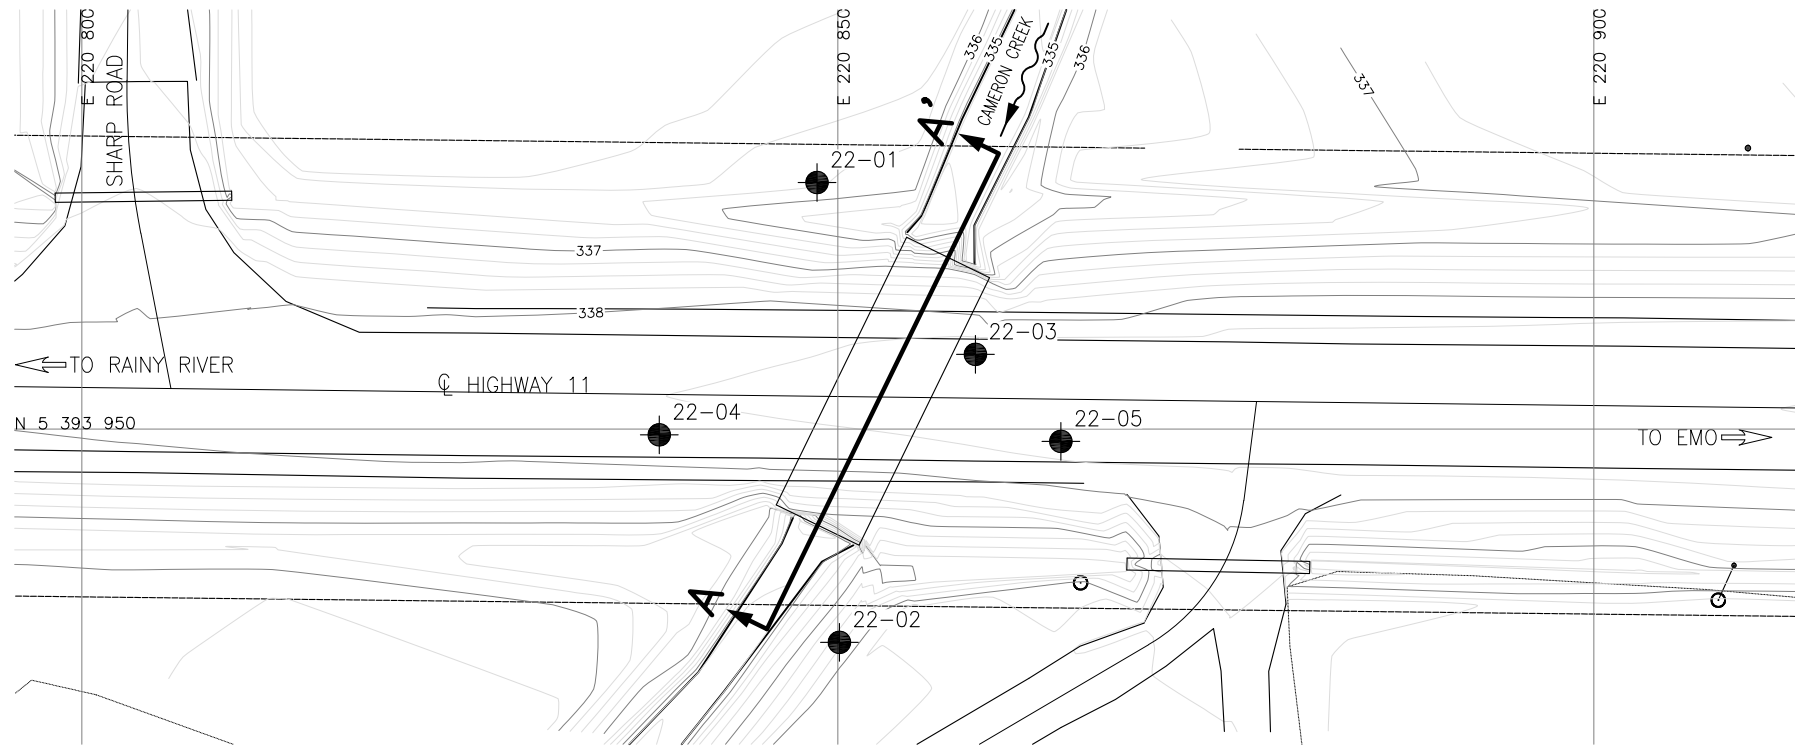 E 220 800
SHARP ROAD
E 220 850
336
335
CAMERON CREEK
335
336
337
E 220 900
A'
22-01
337
338
22-03
TO RAINY RIVER
℄ HIGHWAY 11
22-04
22-05
N 5 393 950
TO EMO
A
22-02